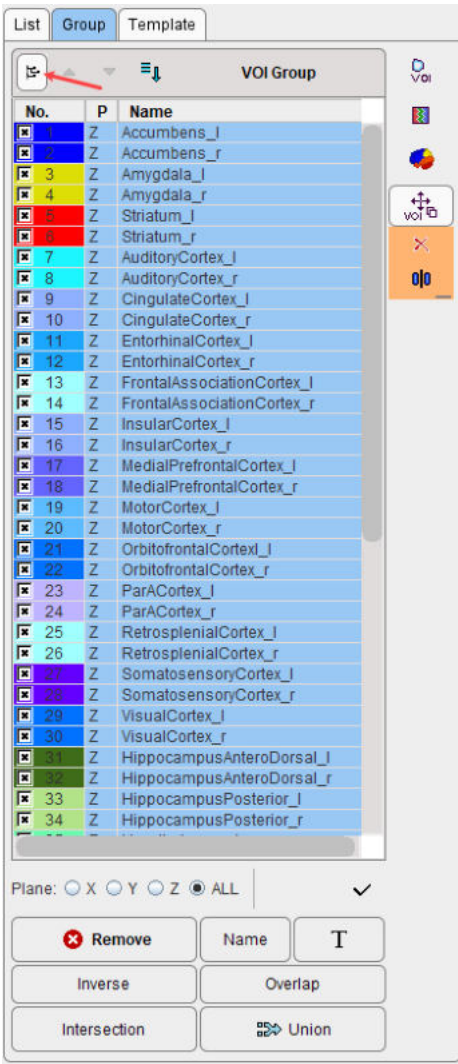 List Group Template
VOI Group
VOI
No. P Name
1 Z Accumbens_l
2 Z Accumbens_r
3 Z Amygdala_l
4 Z Amygdala_r
voi
5 Z Striatum_l
6 Z Striatum_r
7 Z AuditoryCortex_l
8 Z AuditoryCortex_r
9 Z CingulateCortex_l
10 Z CingulateCortex_r
11 Z EntorhinalCortex_l
12 Z EntorhinalCortex_r
13 Z FrontalAssociationCortex_l
14 Z FrontalAssociationCortex_r
15 Z InsularCortex_l
16 Z InsularCortex_r
17 Z MedialPrefrontalCortex_l
18 Z MedialPrefrontalCortex_r
19 Z MotorCortex_l
20 Z MotorCortex_r
21 Z OrbitofrontalCortexl_l
22 Z OrbitofrontalCortex_r
23 Z ParACortex_l
24 Z ParACortex_r
25 Z RetrosplenialCortex_l
26 Z RetrosplenialCortex_r
27 Z SomatosensoryCortex_l
28 Z SomatosensoryCortex_r
29 Z VisualCortex_l
30 Z VisualCortex_r
31 Z HippocampusAnteroDorsal_l
32 Z HippocampusAnteroDorsal_r
33 Z HippocampusPosterior_l
34 Z HippocampusPosterior_r
Plane: X Y Z ALL
Remove Name T
Inverse Overlap
Intersection Union